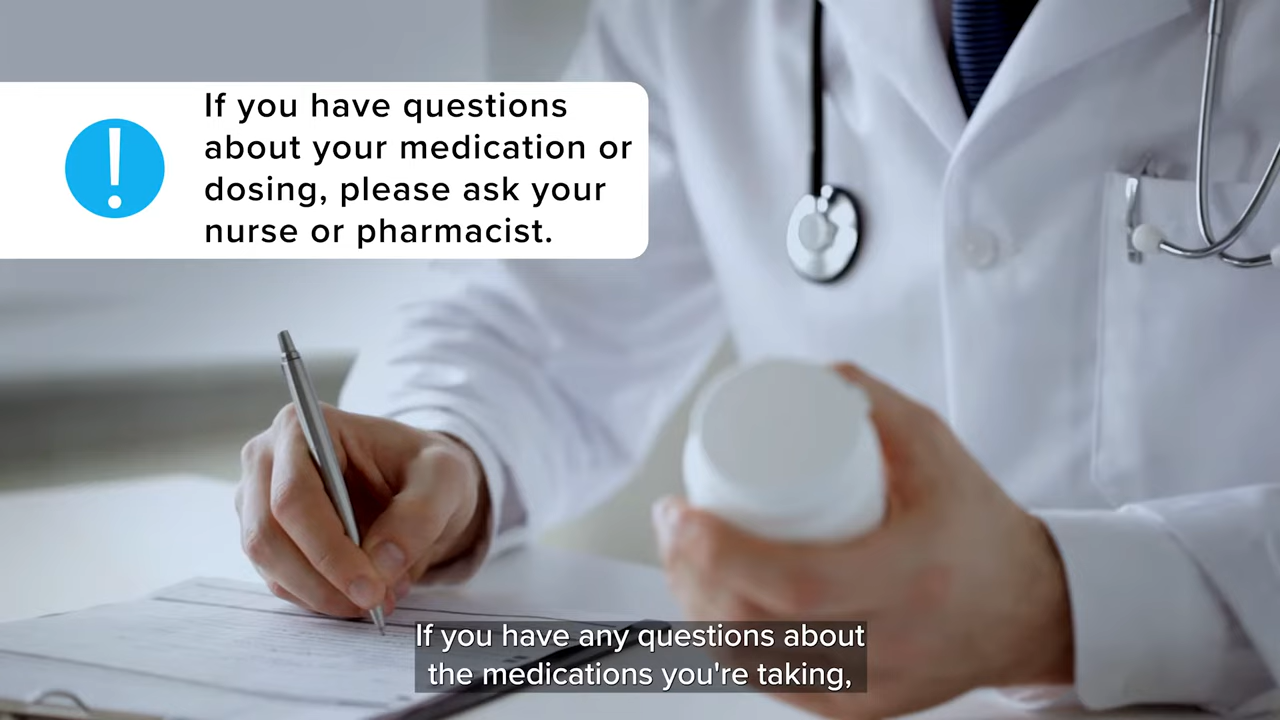 If you have questions
about your medication or
dosing, please ask your
nurse or pharmacist.
If you have any questions about
the medications you're taking,